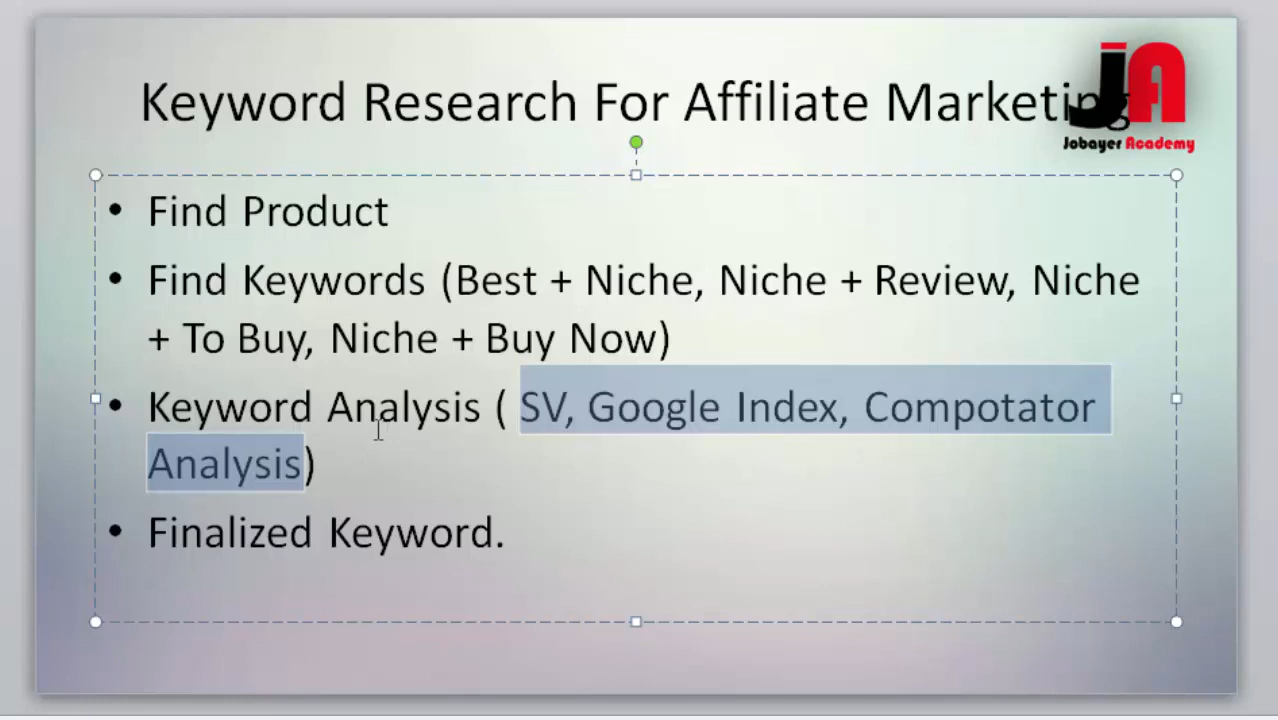 Keyword Research For Affiliate Marketing
JA
Jobayer Academy
• Find Product
• Find Keywords (Best + Niche, Niche + Review, Niche
+ To Buy, Niche + Buy Now)
• Keyword Analysis ( SV, Google Index, Compotator
Analysis)
• Finalized Keyword.